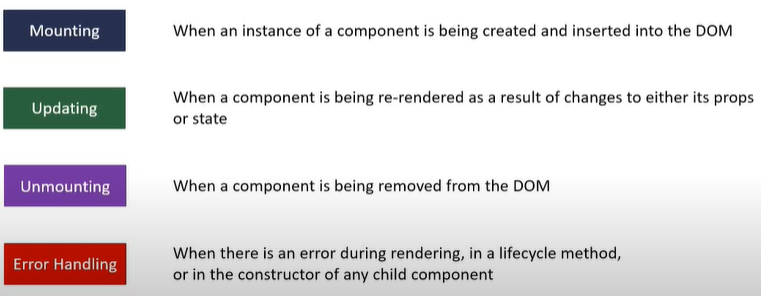 Mounting
When an instance of a component is being created and inserted into the DOM
Updating
When a component is being re-rendered as a result of changes to either its props
or state
Unmounting
When a component is being removed from the DOM
Error Handling
When there is an error during rendering, in a lifecycle method,
or in the constructor of any child component